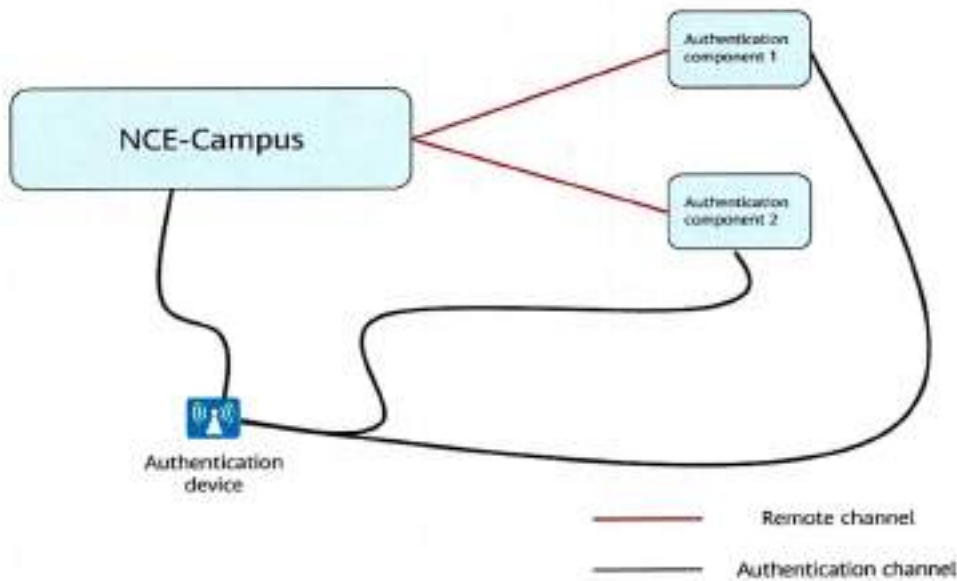 Authentication
component 1
NCE-Campus
Authentication
component 2
Authentication
device
Remote channel
Authentication channel